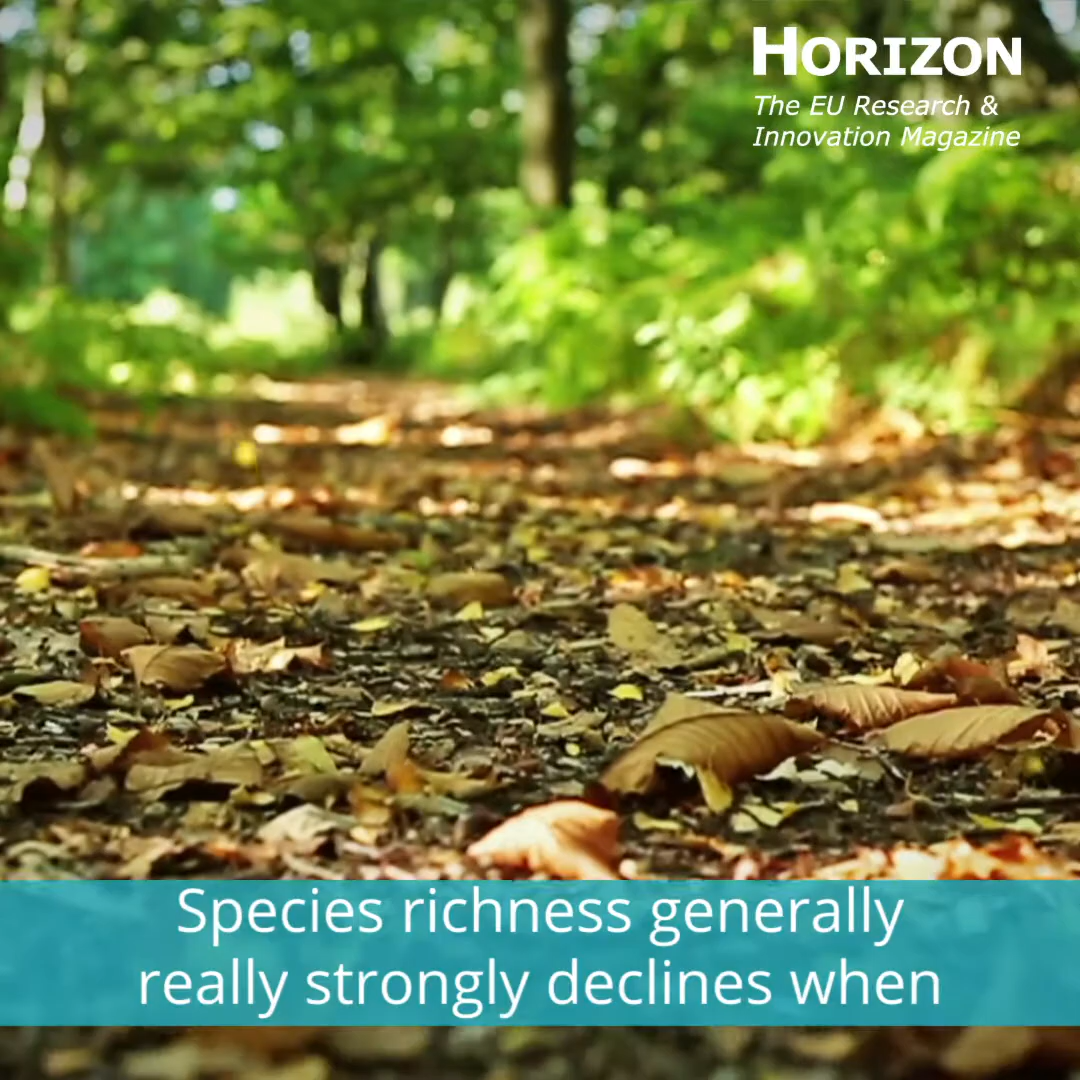 HORIZON
The EU Research &
Innovation Magazine
Species richness generally
really strongly declines when